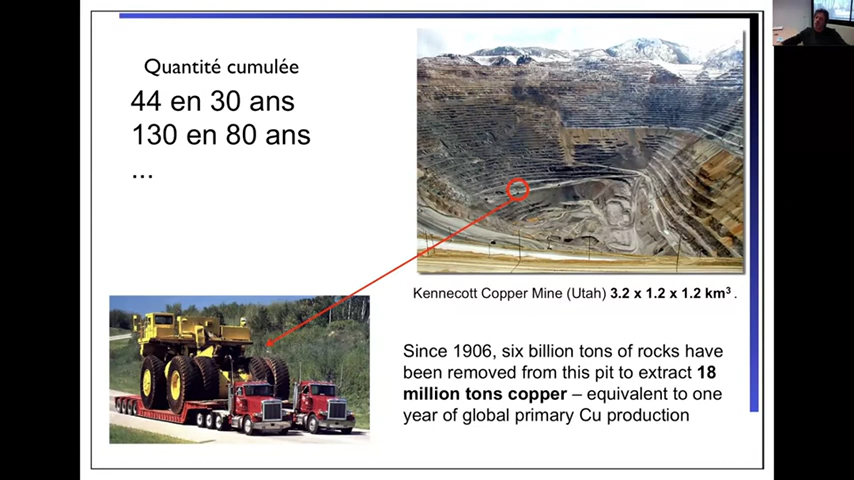 Quantité cumulée
44 en 30 ans
130 en 80 ans
...
Kennecott Copper Mine (Utah) 3.2 x 1.2 x 1.2 km³ .
Since 1906, six billion tons of rocks have
been removed from this pit to extract 18
million tons copper – equivalent to one
year of global primary Cu production